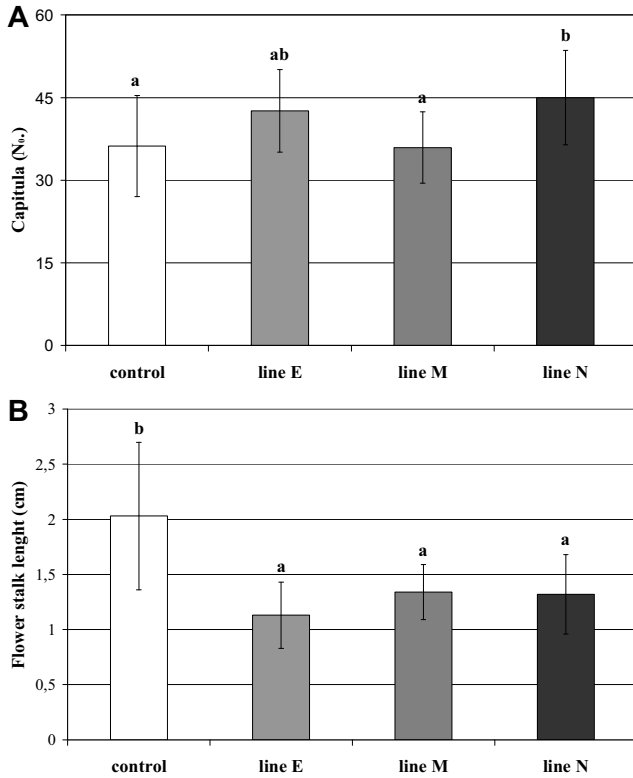 A
60
45
30
15
0
Capitula (N₀.)
a
ab
a
b
control
line E
line M
line N
B
3
2,5
2
1,5
1
0,5
0
Flower stalk lenght (cm)
b
a
a
a
control
line E
line M
line N